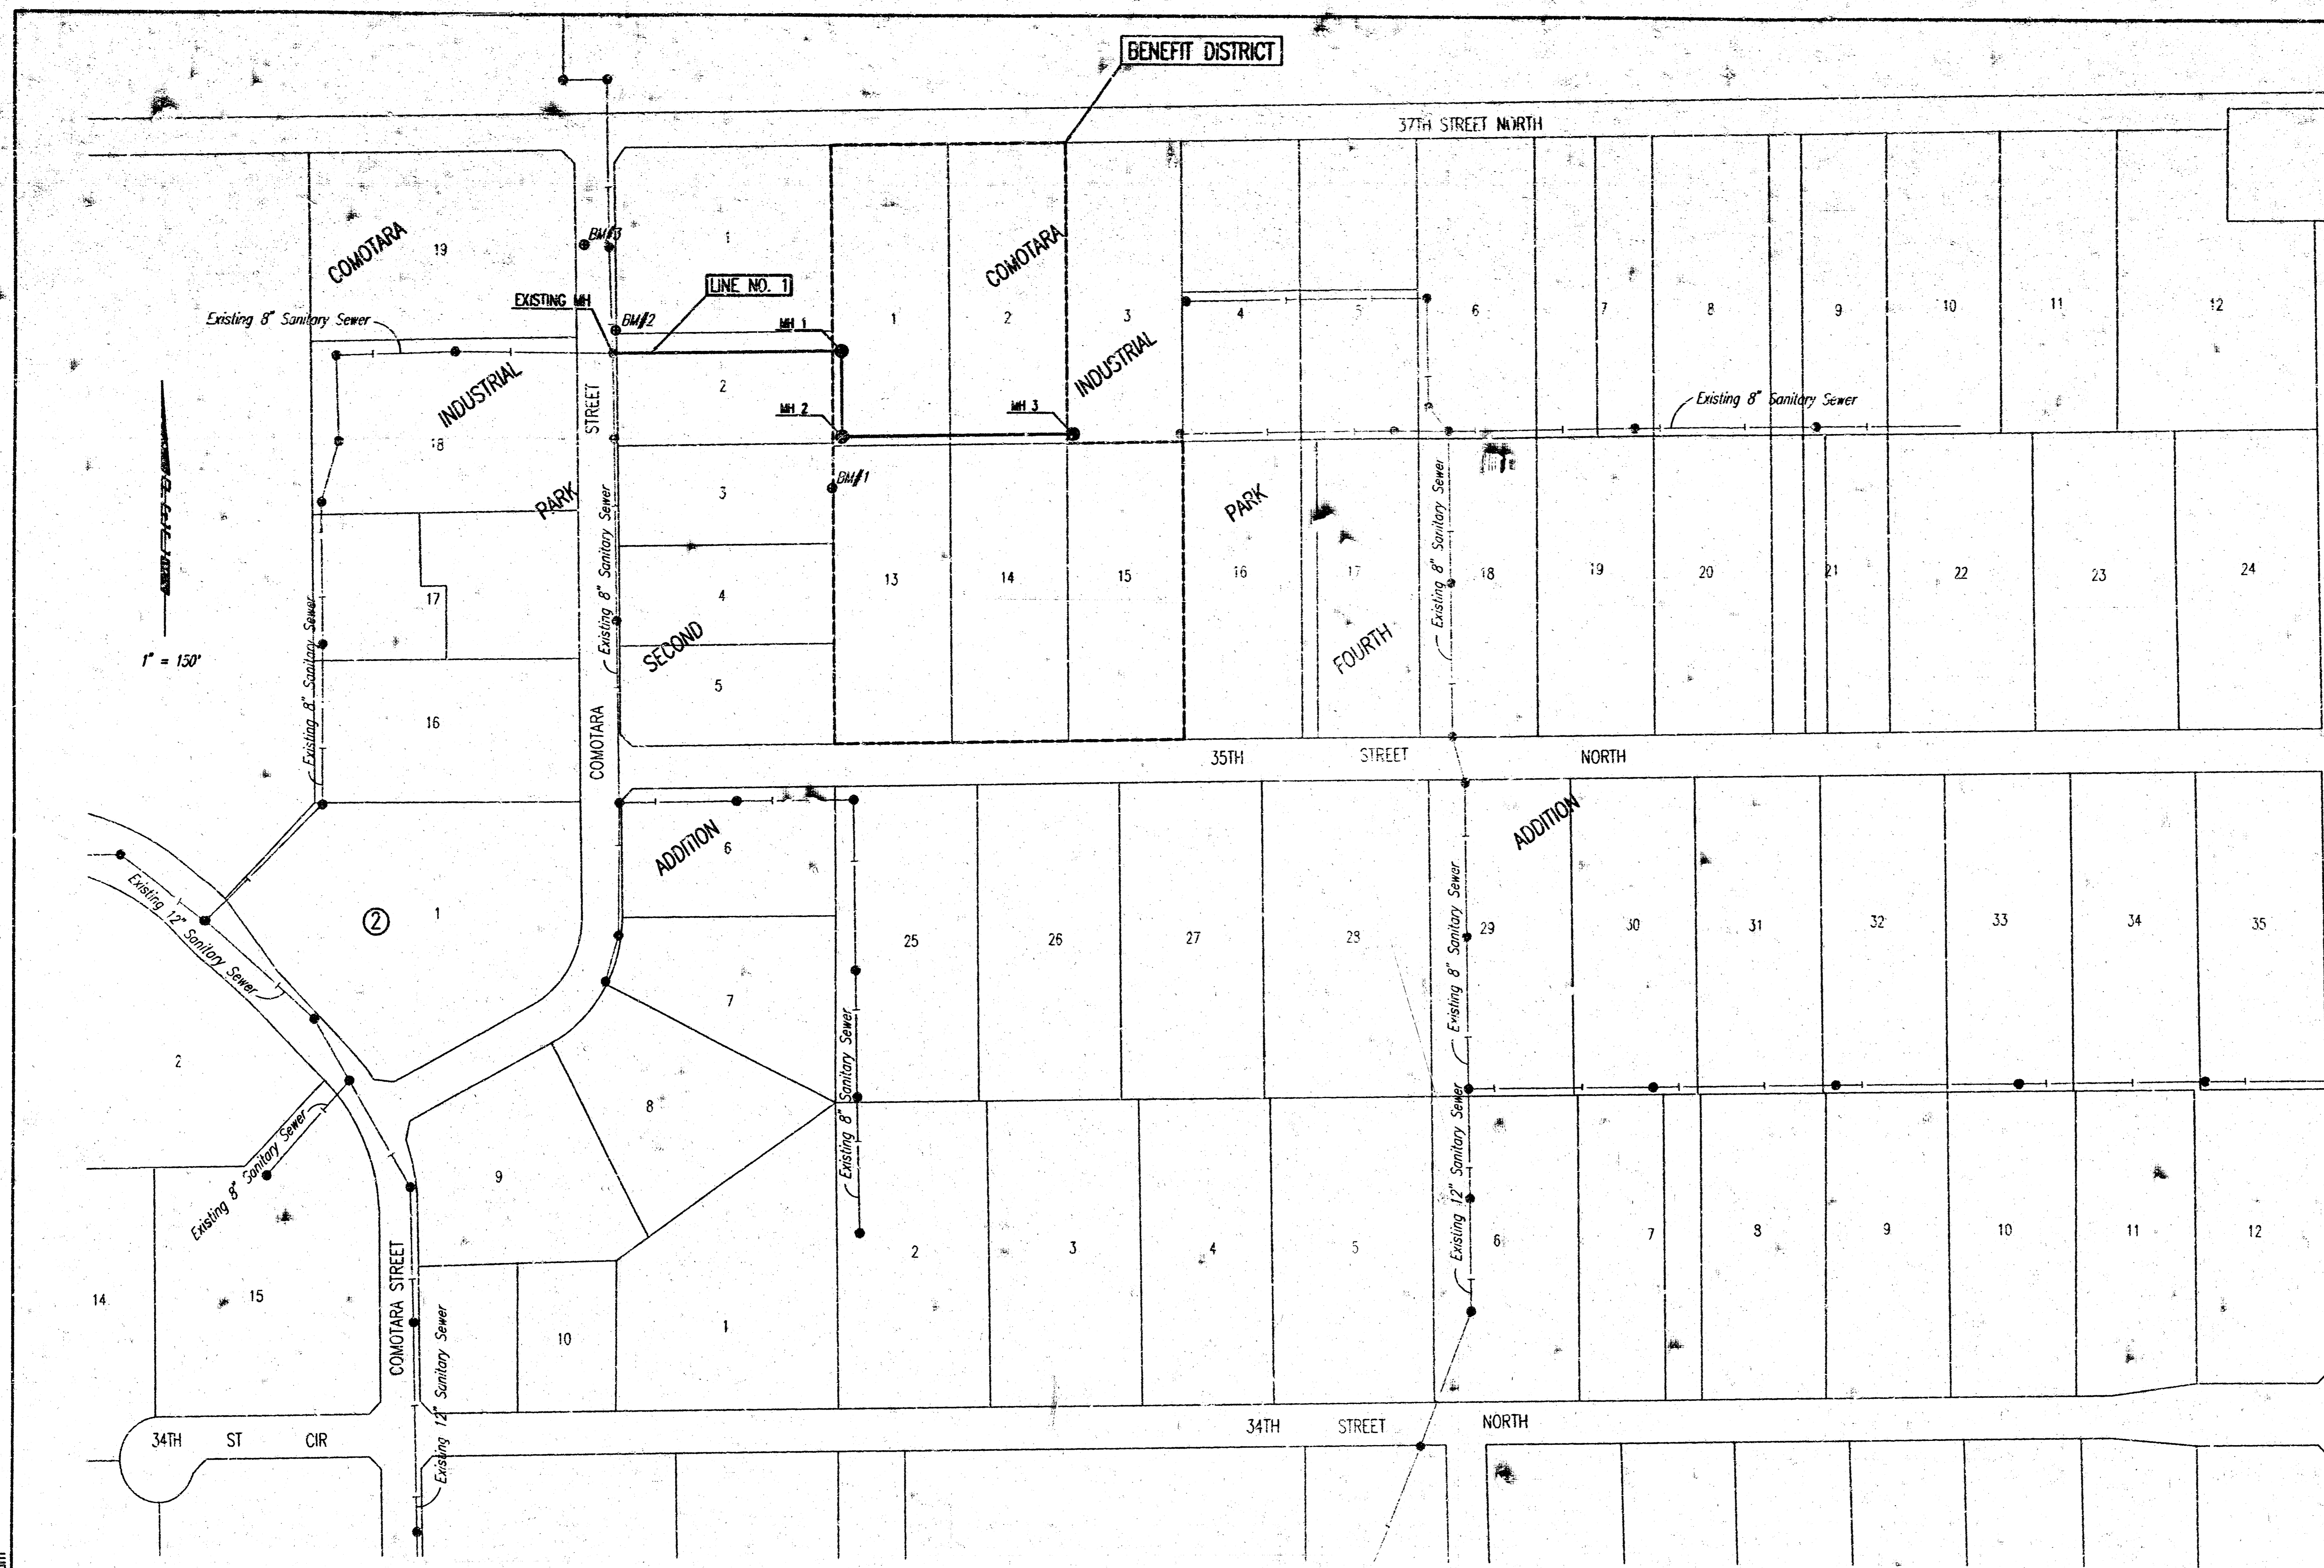 BENEFIT DISTRICT
37TH STREET NORTH
COMOTARA
19
BM#3
1
1
2
COMOTARA
3
4
5
6
7
8
9
10
11
12
LINE NO. 1
EXISTING MH
Existing 8" Sanitary Sewer
BM#2
MH 1
INDUSTRIAL
18
STREET
2
MH 2
MH 3
INDUSTRIAL
Existing 8" Sanitary Sewer
PARK
3
BM#1
PARK
Existing 8" Sanitary Sewer
Existing 8" Sanitary Sewer
17
4
13
14
15
16
17
18
19
20
21
22
23
24
1" = 150'
Existing 8" Sanitary Sewer
SECOND
FOURTH
16
5
COMOTARA
35TH STREET NORTH
ADDITION
6
ADDITION
Existing 12" Sanitary Sewer
2
1
7
25
26
27
28
29
30
31
32
33
34
35
Existing 8" Sanitary Sewer
Existing 8" Sanitary Sewer
2
8
Existing 8" Sanitary Sewer
9
Existing 12" Sanitary Sewer
2
3
4
5
6
7
8
9
10
11
12
14
15
COMOTARA STREET
10
1
Existing 12" Sanitary Sewer
34TH ST CIR
34TH STREET NORTH